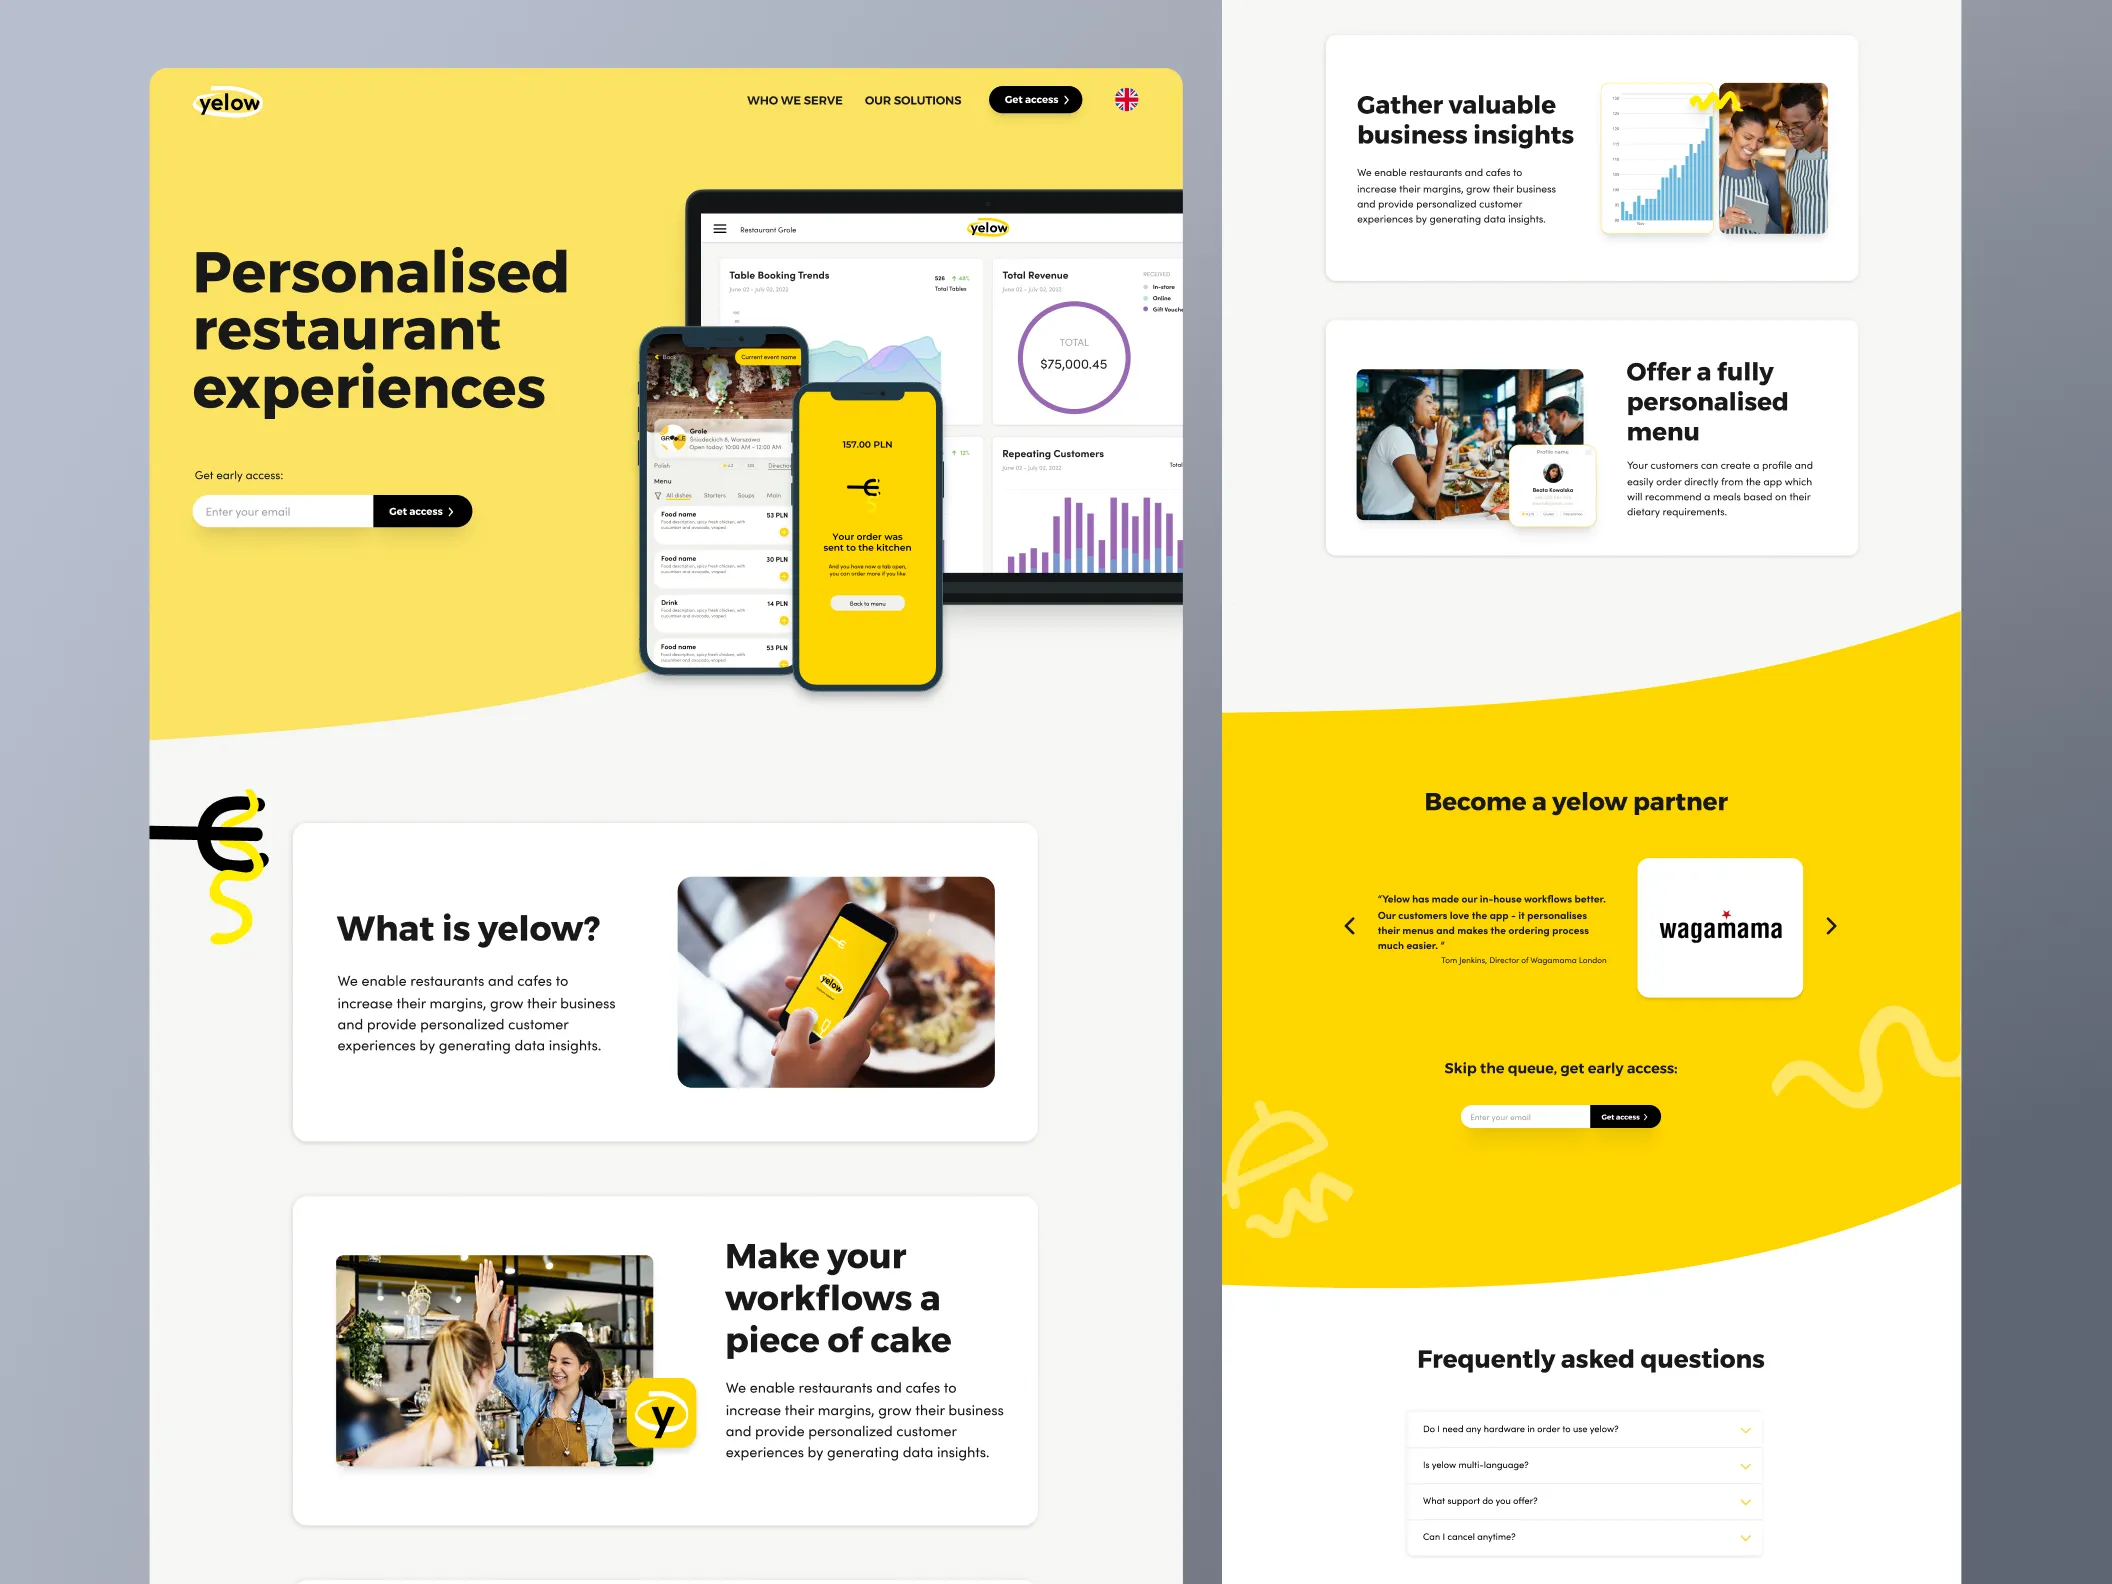 yelow
WHO WE SERVE
OUR SOLUTIONS
Get access
Personalised
restaurant
experiences
Get early access:
Enter your email
Get access
Restaurant Grole
yelow
Table Booking Trends
June 02 - July 02, 2022
526
48%
Total Tables
Total Revenue
June 02 - July 02, 2022
RECEIVED
In-store
Online
Gift Vouche
TOTAL
$75,000.45
12%
Repeating Customers
June 02 - July 02, 2022
Total
Back
Current event name
GROOLE
Grole
Śniadeckich 8, Warszawa
Open today: 10:00 AM - 12:00 AM
Polish
Direction
Menu
All dishes
Starters
Soups
Main
Food name
53 PLN
Food description, spicy fresh chicken, with
cucumber and avocado, wraped
Food name
30 PLN
Food description, spicy fresh chicken, with
cucumber and avocado, wraped
Drink
14 PLN
Food description, spicy fresh chicken, with
cucumber and avocado, wraped
Food name
53 PLN
Food description, spicy fresh chicken, with
cucumber and avocado, wraped
157.00 PLN
Your order was
sent to the kitchen
And you have now a tab open,
you can order more if you like
Back to menu
What is yelow?
We enable restaurants and cafes to
increase their margins, grow their business
and provide personalized customer
experiences by generating data insights.
yelow
Make your
workflows a
piece of cake
We enable restaurants and cafes to
increase their margins, grow their business
and provide personalized customer
experiences by generating data insights.
y
Gather valuable
business insights
We enable restaurants and cafes to
increase their margins, grow their business
and provide personalized customer
experiences by generating data insights.
Nov
Offer a fully
personalised
menu
Your customers can create a profile and
easily order directly from the app which
will recommend a meals based on their
dietary requirements.
Profile name
Beata Kowalska
Become a yelow partner
“Yelow has made our in-house workflows better.
Our customers love the app - it personalises
their menus and makes the ordering process
much easier. ”
Tom Jenkins, Director of Wagamama London
wagamama
Skip the queue, get early access:
Enter your email
Get access
Frequently asked questions
Do I need any hardware in order to use yelow?
Is yelow multi-language?
What support do you offer?
Can I cancel anytime?